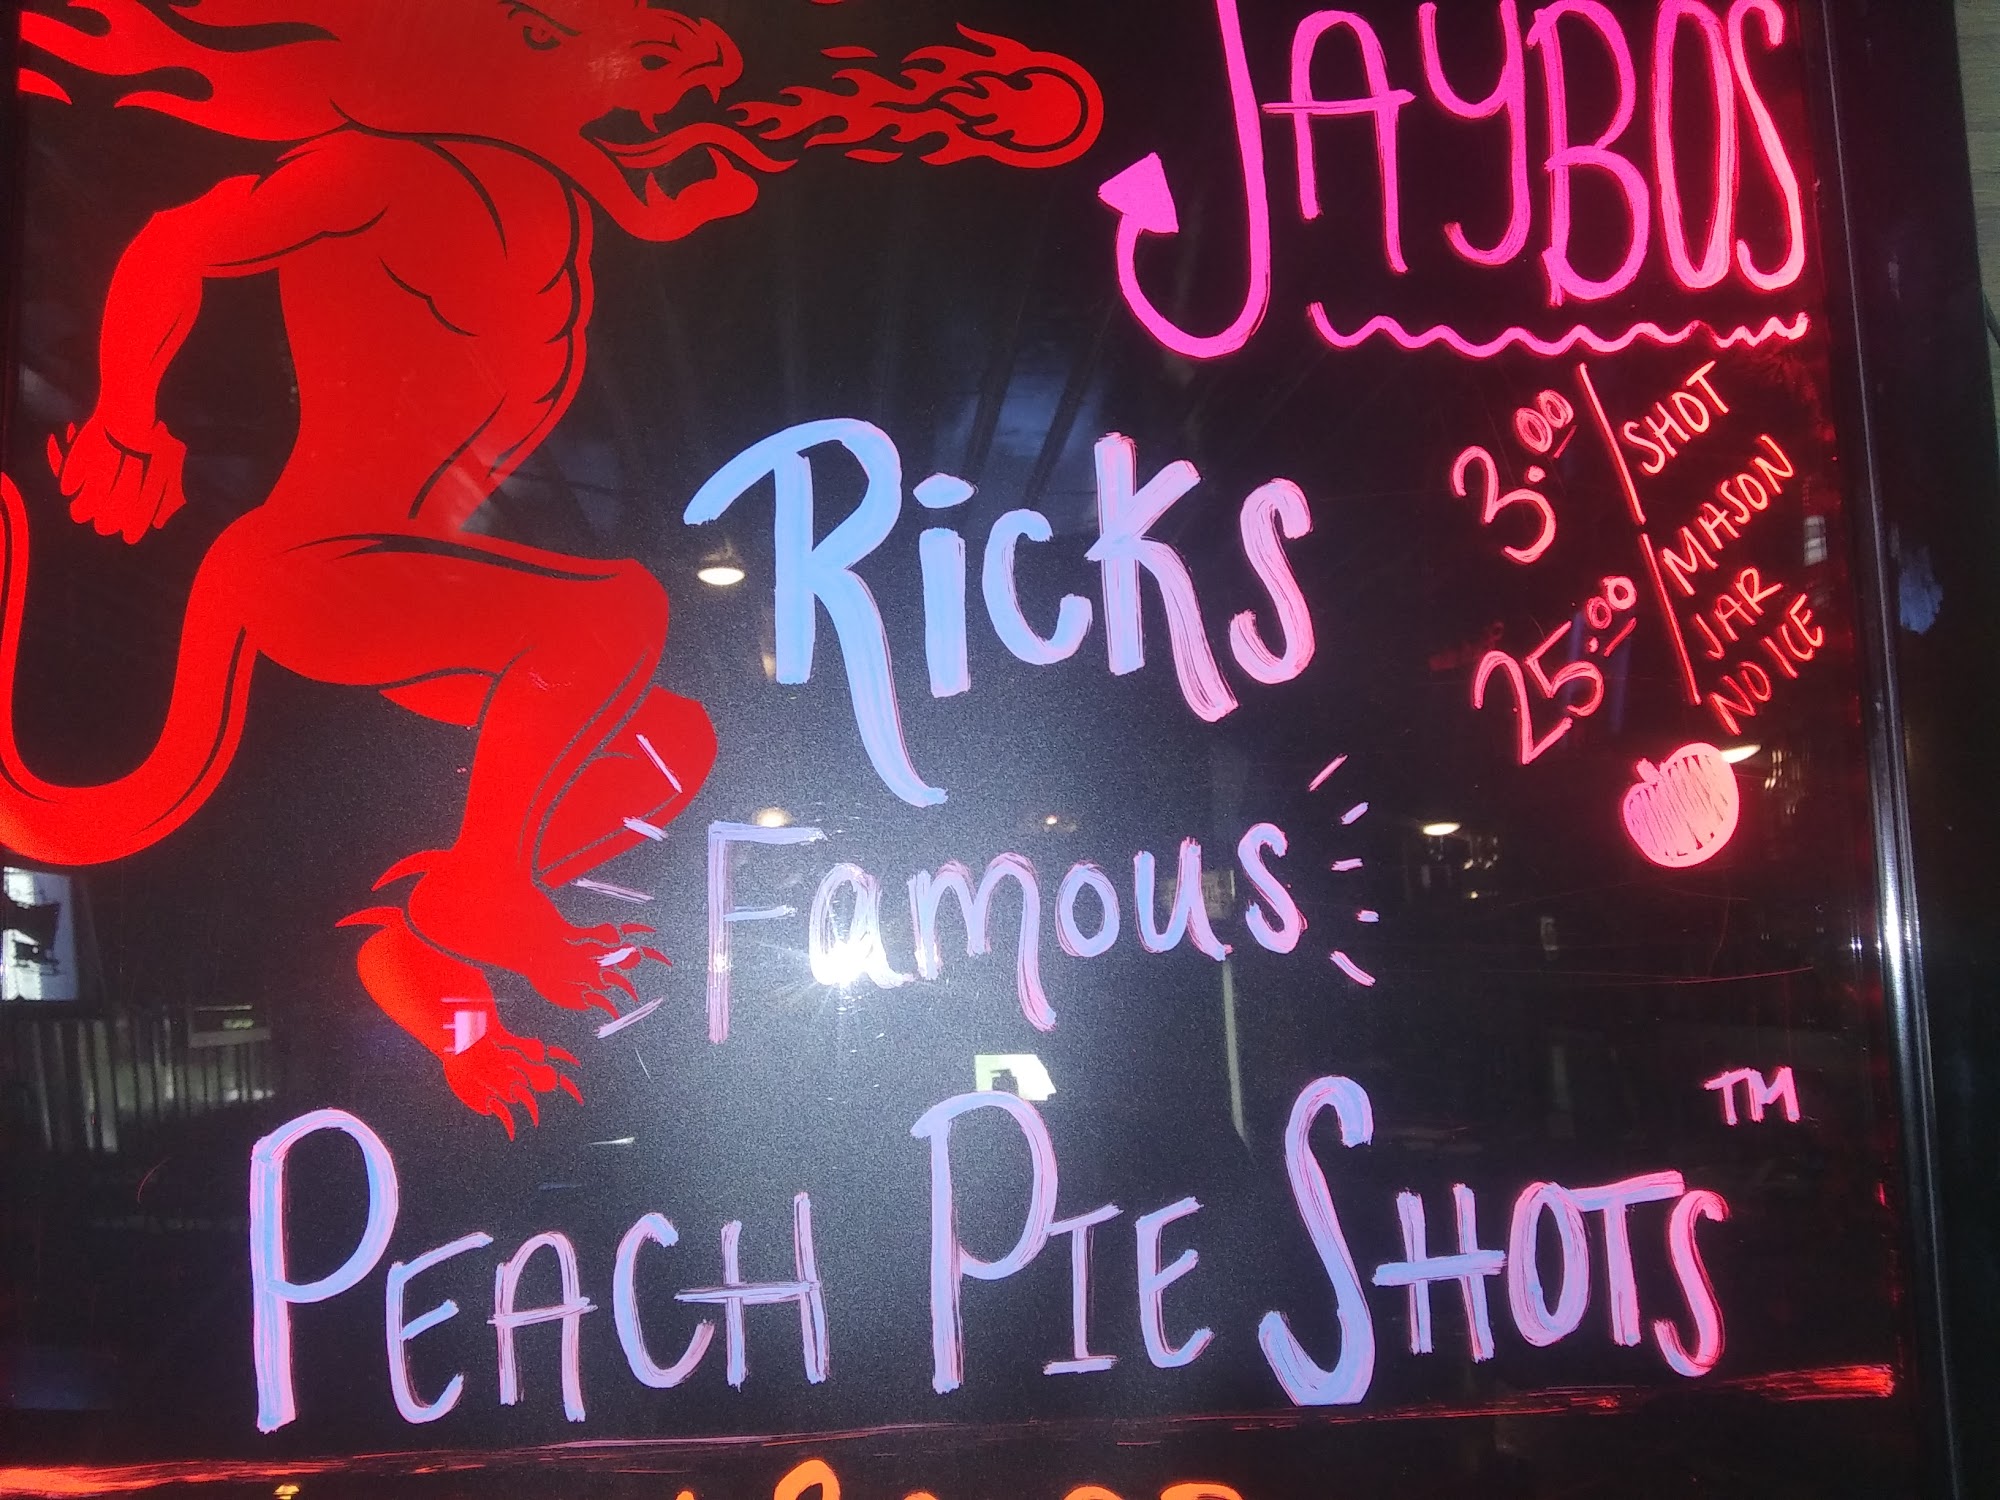 JAYBOS
3.00 / SHOT
25.00 / MASON
JAR
NO ICE
RICKS
Famous
PEACH PIE SHOTS™